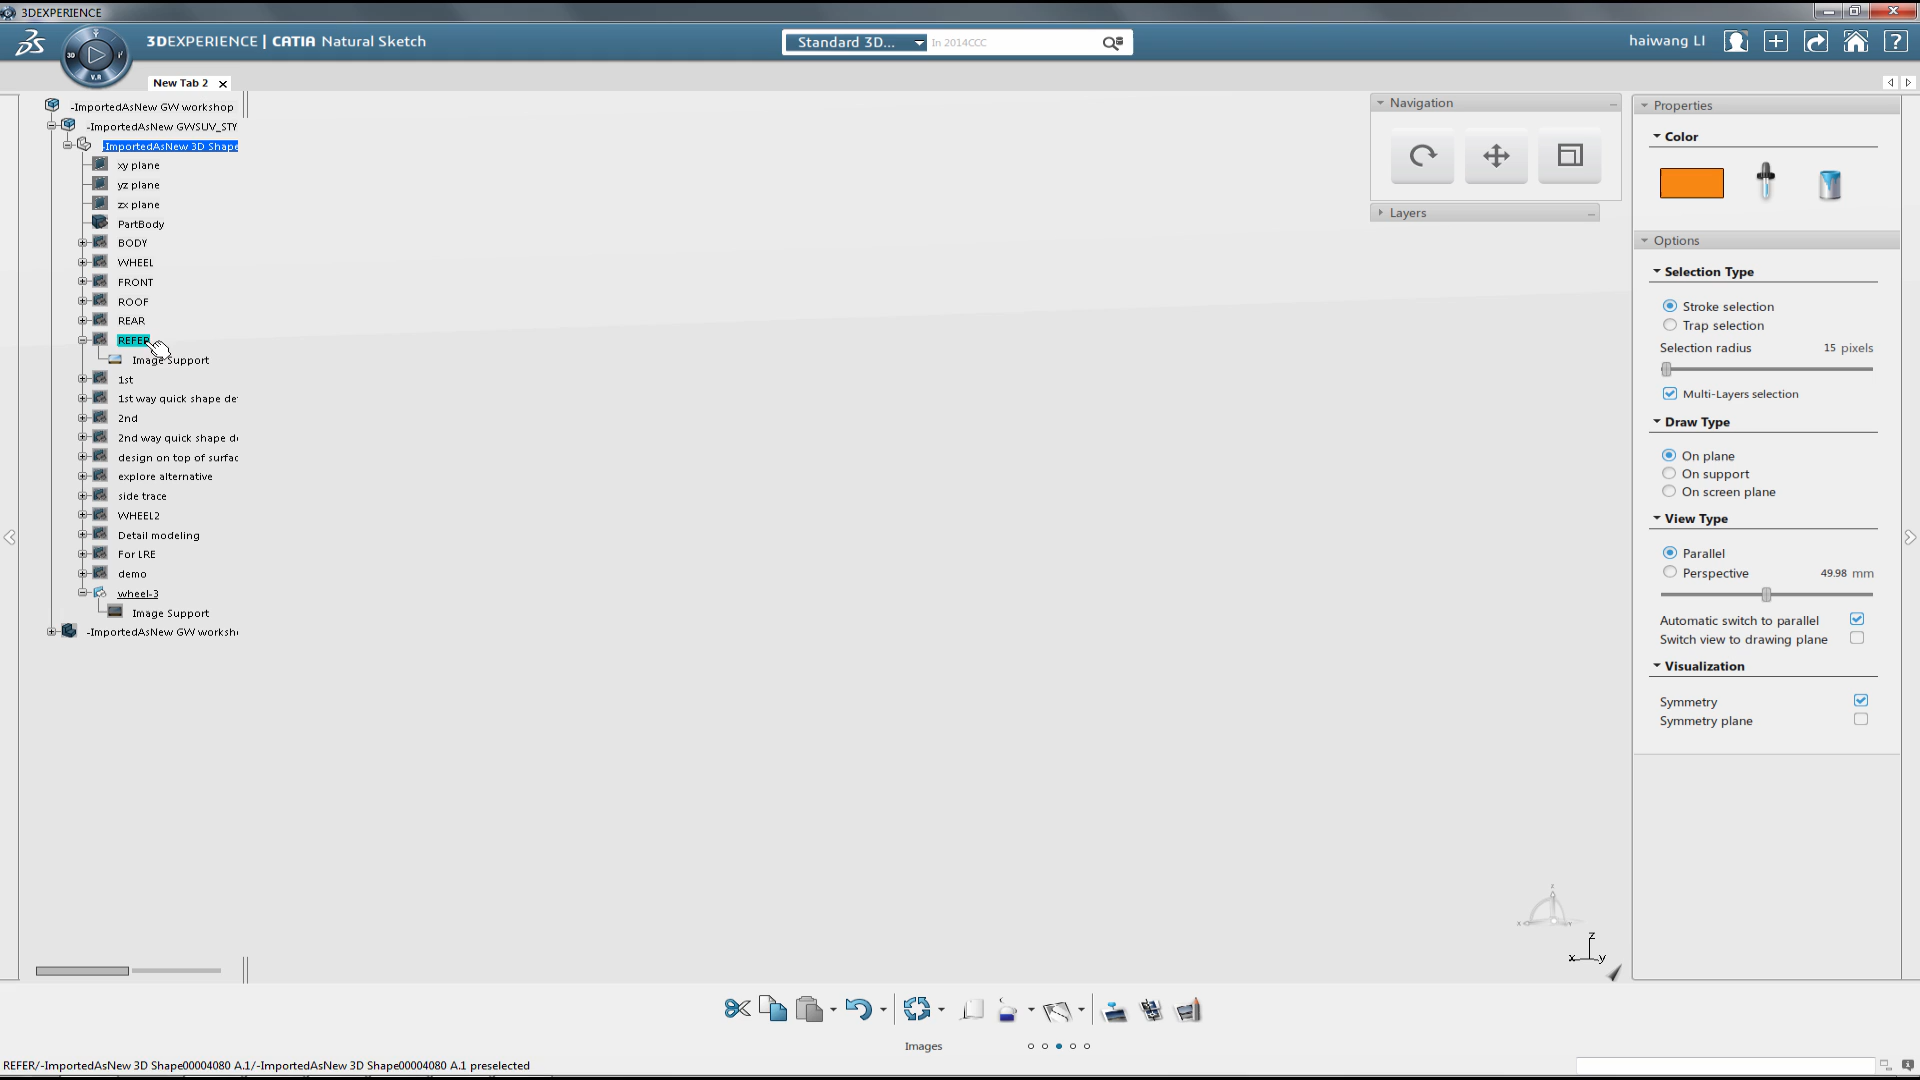 3DEXPERIENCE
3DEXPERIENCE | CATIA Natural Sketch
Standard 3D...
In 2014CCC
haiwang LI
3D
V.R
New Tab 2
-ImportedAsNew GW workshop
-ImportedAsNew GWSUV_STY
-ImportedAsNew 3D Shape
xy plane
yz plane
zx plane
PartBody
BODY
WHEEL
FRONT
ROOF
REAR
REFER
Image Support
1st
1st way quick shape de
2nd
2nd way quick shape d
design on top of surfac
explore alternative
side trace
WHEEL2
Detail modeling
For LRE
demo
wheel-3
Image Support
-ImportedAsNew GW worksh
Navigation
Layers
Properties
Color
Options
Selection Type
Stroke selection
Trap selection
Selection radius 15 pixels
Multi-Layers selection
Draw Type
On plane
On support
On screen plane
View Type
Parallel
Perspective 49.98 mm
Automatic switch to parallel
Switch view to drawing plane
Visualization
Symmetry
Symmetry plane
z
x
y
Images
REFER/-ImportedAsNew 3D Shape00004080 A.1/-ImportedAsNew 3D Shape00004080 A.1 preselected